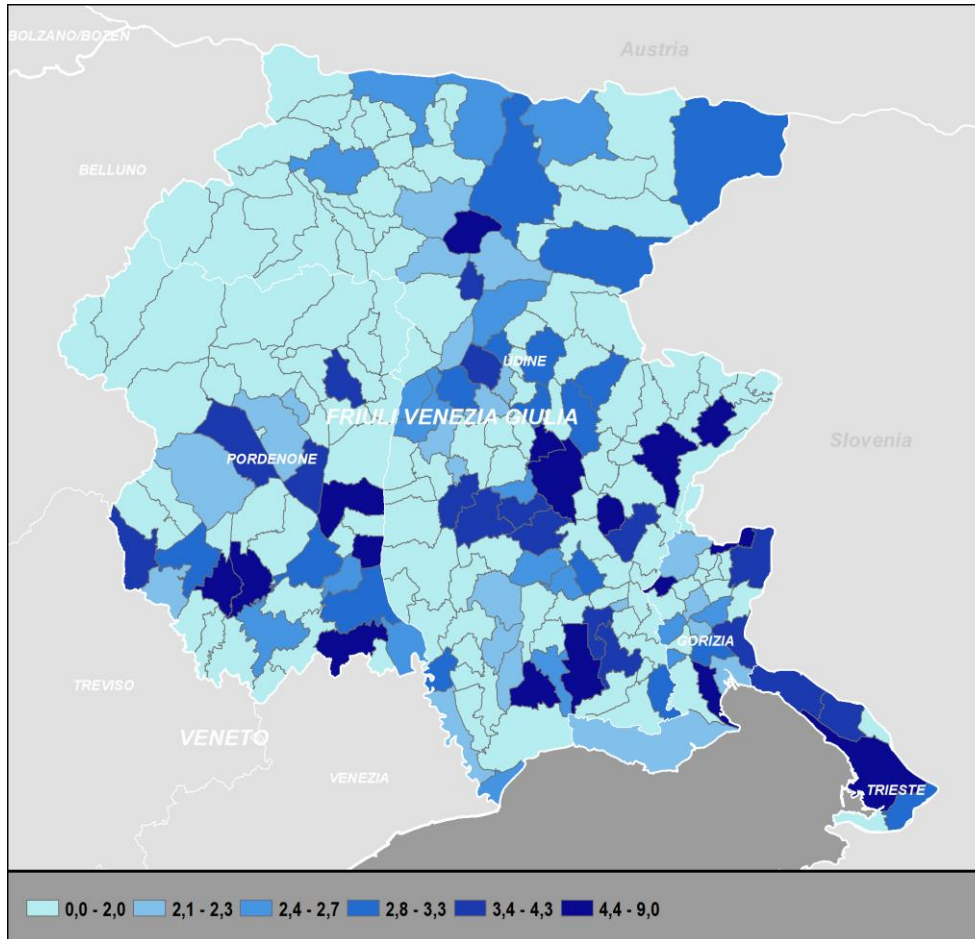 BOLZANO/BOZEN
Austria
BELLUNO
UDINE
FRIULI VENEZIA GIULIA
Slovenia
PORDENONE
GORIZIA
TREVISO
VENETO
VENEZIA
TRIESTE
0,0 - 2,0 2,1 - 2,3 2,4 - 2,7 2,8 - 3,3 3,4 - 4,3 4,4 - 9,0